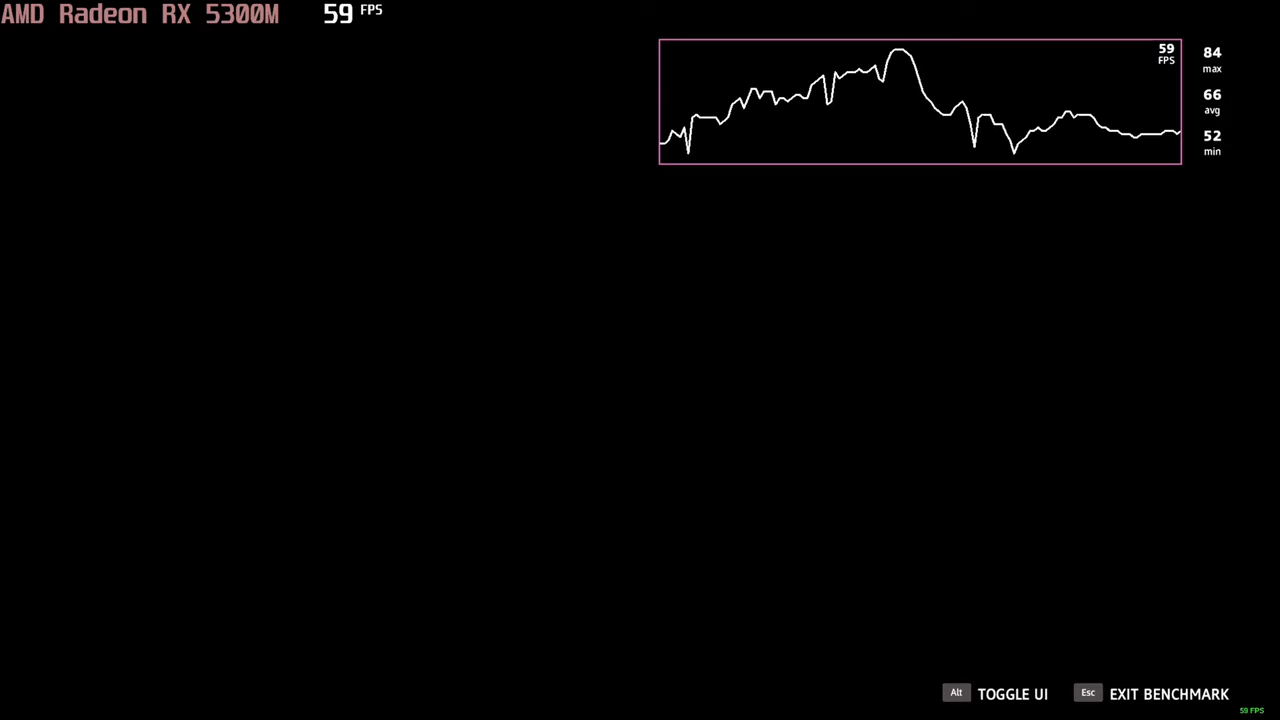 AMD Radeon RX 5300M 59 FPS
59
FPS
84
max
66
avg
52
min
Alt TOGGLE UI Esc EXIT BENCHMARK
59 FPS